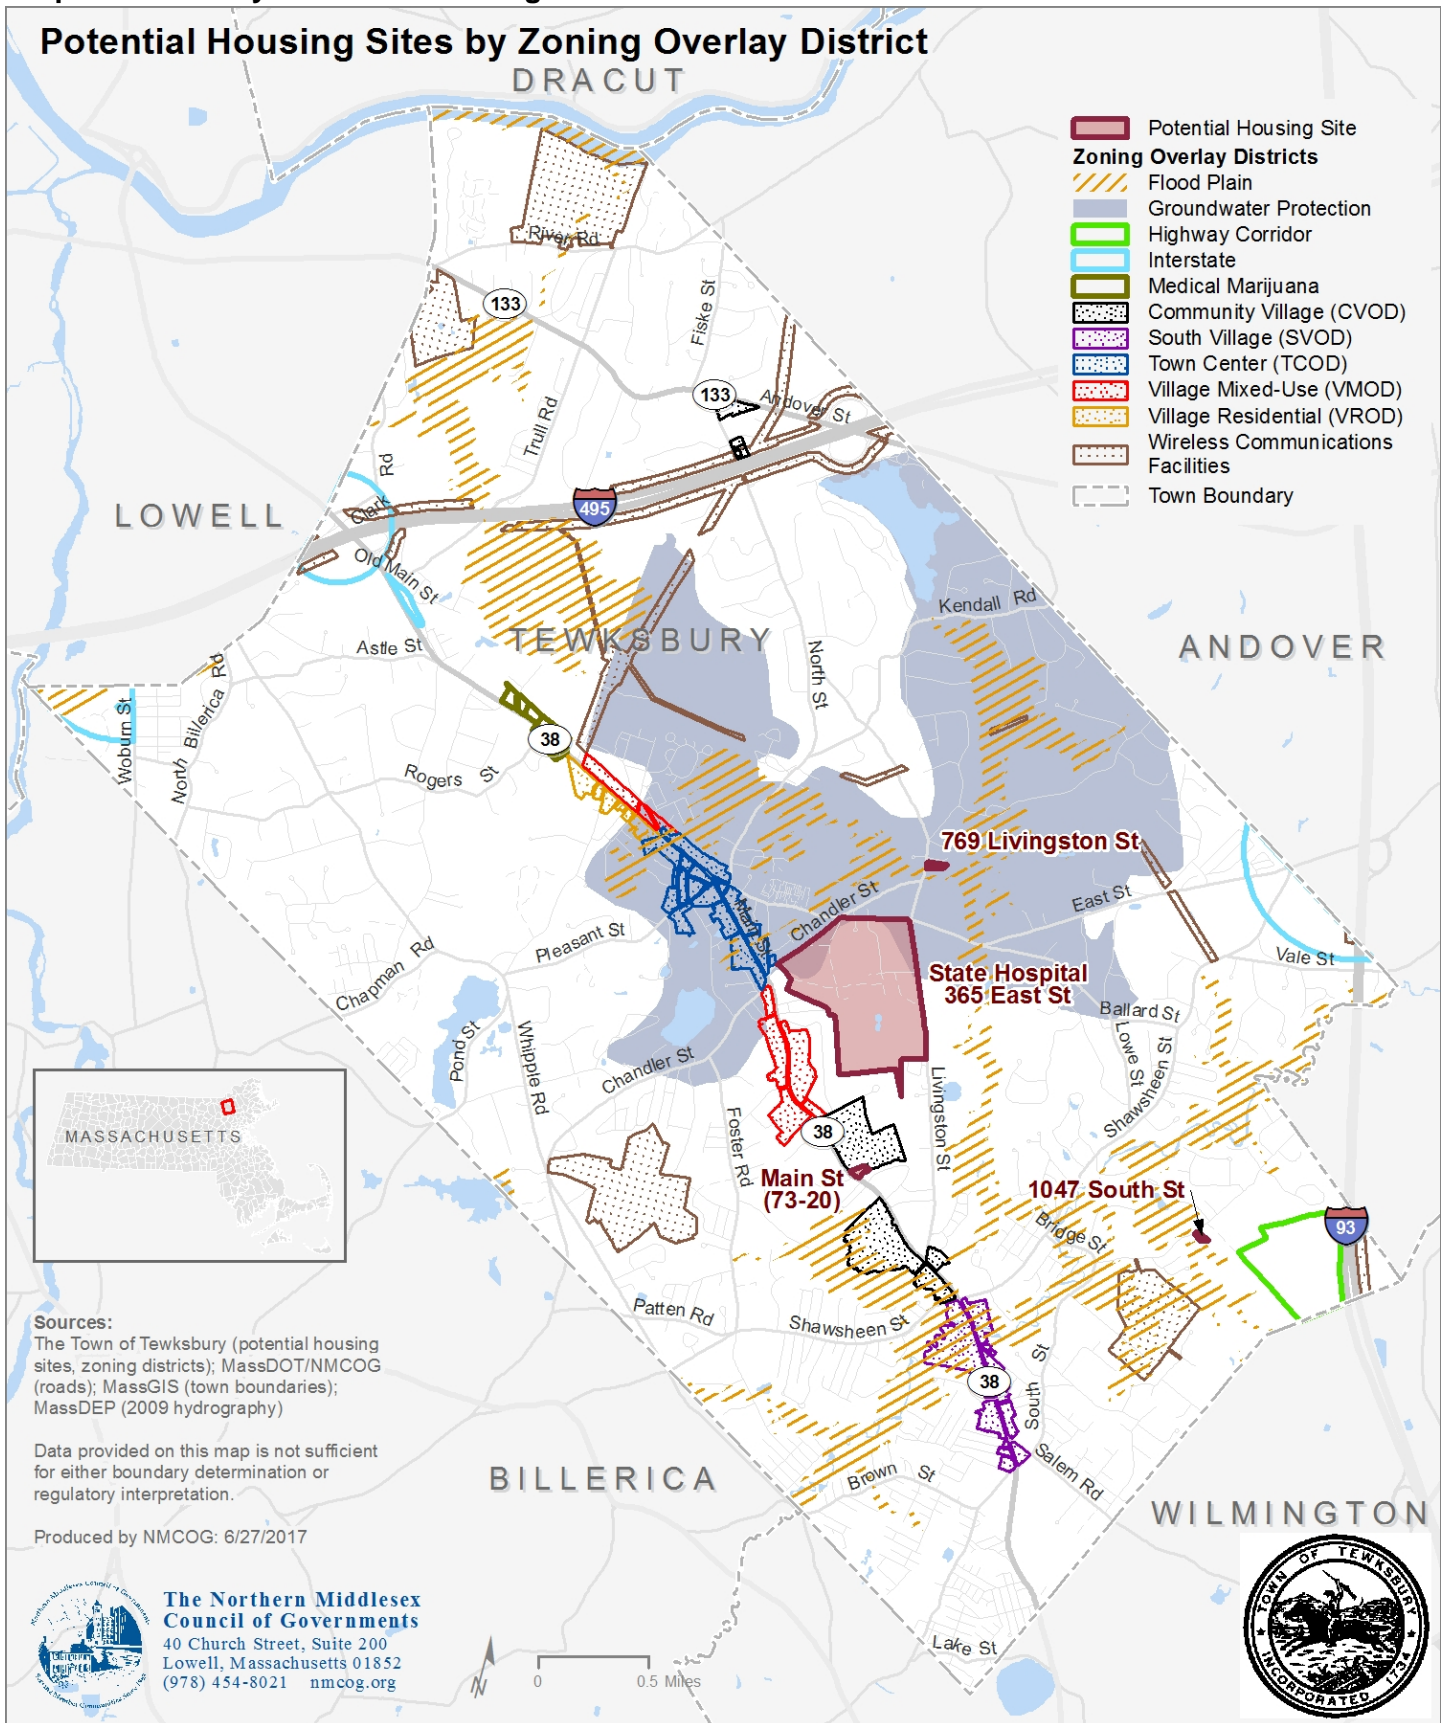 Potential Housing Sites by Zoning Overlay District
DRACUT
Potential Housing Site
Zoning Overlay Districts
Flood Plain
Groundwater Protection
Highway Corridor
Interstate
Medical Marijuana
Community Village (CVOD)
South Village (SVOD)
Town Center (TCOD)
Village Mixed-Use (VMOD)
Village Residential (VROD)
Wireless Communications
Facilities
Town Boundary
River Rd
133
Fiske St
133
Andover St
Trull Rd
Clark Rd
495
LOWELL
Old Main St
Astle St
TEWKSBURY
Kendall Rd
ANDOVER
North St
Woburn St
North Billerica Rd
38
Rogers St
769 Livingston St
East St
Chandler St
Main St
Pleasant St
Chapman Rd
State Hospital
365 East St
Vale St
Ballard St
Lowe St
Shawsheen St
Pond St
Whipple Rd
Chandler St
Foster Rd
Livingston St
38
Main St
(73-20)
1047 South St
Bridge St
93
MASSACHUSETTS
Patten Rd
Shawsheen St
38
South St
Salem Rd
Brown St
BILLERICA
WILMINGTON
Lake St
Sources:
The Town of Tewksbury (potential housing
sites, zoning districts); MassDOT/NMCOG
(roads); MassGIS (town boundaries);
MassDEP (2009 hydrography)
Data provided on this map is not sufficient
for either boundary determination or
regulatory interpretation.
Produced by NMCOG: 6/27/2017
The Northern Middlesex
Council of Governments
40 Church Street, Suite 200
Lowell, Massachusetts 01852
(978) 454-8021 nmcog.org
N
0 0.5 Miles
TOWN OF TEWKSBURY
INCORPORATED 1734